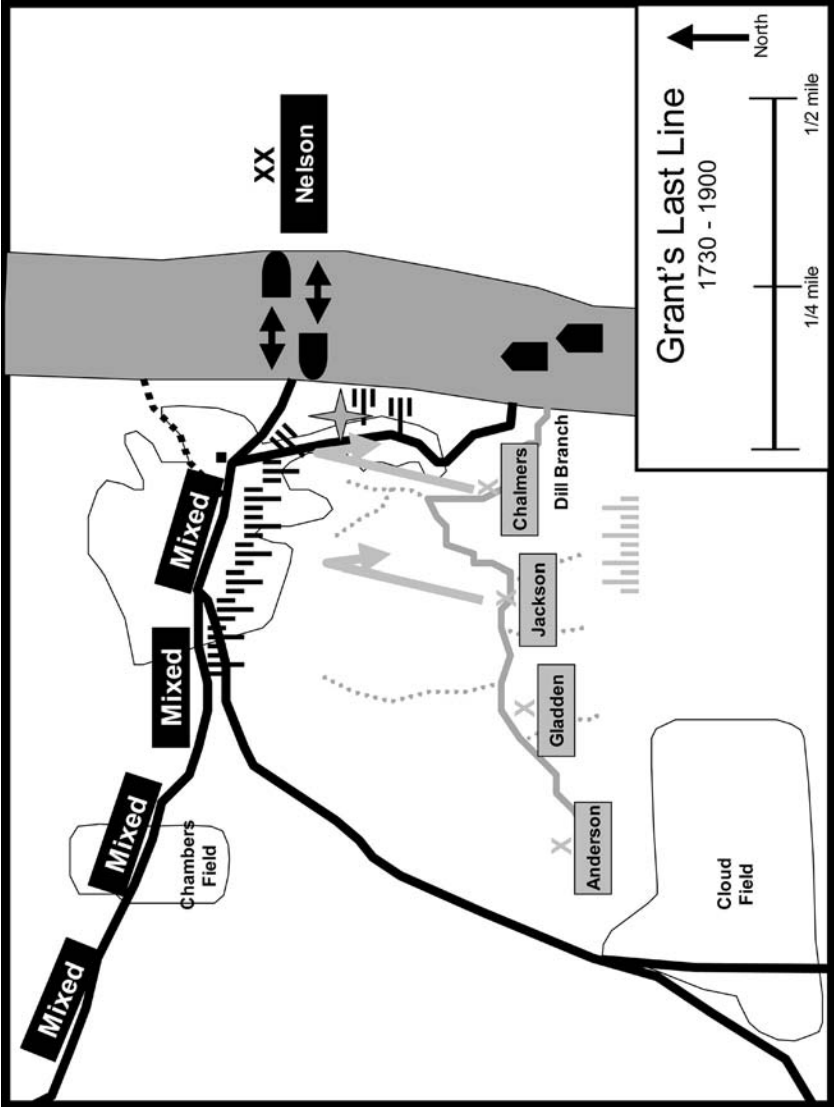 Mixed
Mixed
Mixed
Mixed
Chambers
Field
XX
Nelson
X
Chalmers
X
Jackson
X
Gladden
X
Anderson
Dill Branch
Cloud
Field
Grant's Last Line
1730 - 1900
North
1/4 mile
1/2 mile